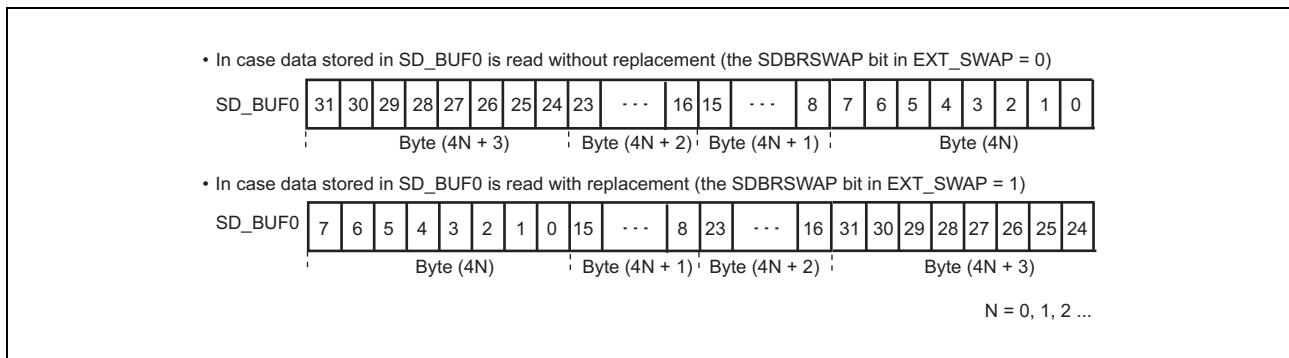 • In case data stored in SD_BUF0 is read without replacement (the SDBRSWAP bit in EXT_SWAP = 0)
SD_BUF0 31 30 29 28 27 26 25 24 23 - - - 16 15 - - - 8 7 6 5 4 3 2 1 0
Byte (4N + 3) Byte (4N + 2) Byte (4N + 1) Byte (4N)
• In case data stored in SD_BUF0 is read with replacement (the SDBRSWAP bit in EXT_SWAP = 1)
SD_BUF0 7 6 5 4 3 2 1 0 15 - - - 8 23 - - - 16 31 30 29 28 27 26 25 24
Byte (4N) Byte (4N + 1) Byte (4N + 2) Byte (4N + 3)
N = 0, 1, 2 ...